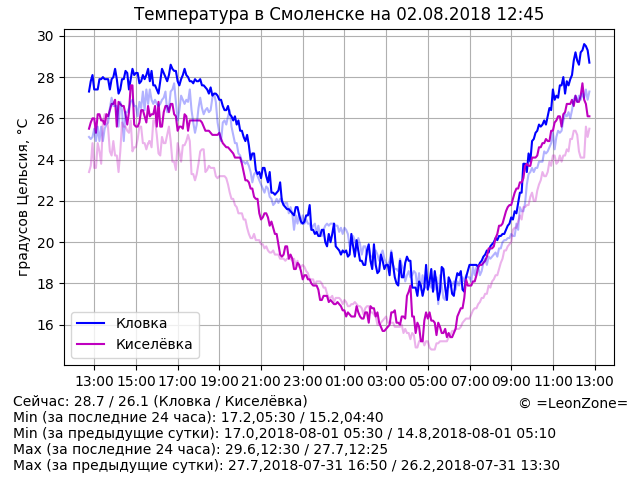 Температура в Смоленске на 02.08.2018 12:45
градусов Цельсия, °C
30
28
26
24
22
20
18
16
Кловка
Киселёвка
13:00 15:00 17:00 19:00 21:00 23:00 01:00 03:00 05:00 07:00 09:00 11:00 13:00
Сейчас: 28.7 / 26.1 (Кловка / Киселёвка)
© =LeonZone=
Min (за последние 24 часа): 17.2,05:30 / 15.2,04:40
Min (за предыдущие сутки): 17.0,2018-08-01 05:30 / 14.8,2018-08-01 05:10
Max (за последние 24 часа): 29.6,12:30 / 27.7,12:25
Max (за предыдущие сутки): 27.7,2018-07-31 16:50 / 26.2,2018-07-31 13:30